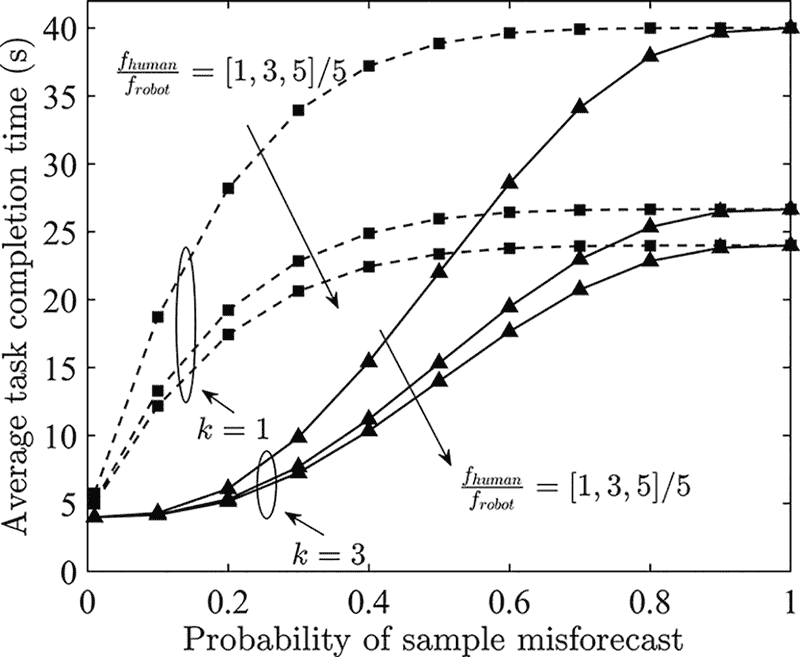 40
35
30
25
20
15
10
5
0
Average task completion time (s)
f_human/f_robot = [1, 3, 5]/5
k = 1
f_human/f_robot = [1, 3, 5]/5
k = 3
0 0.2 0.4 0.6 0.8 1
Probability of sample misforecast